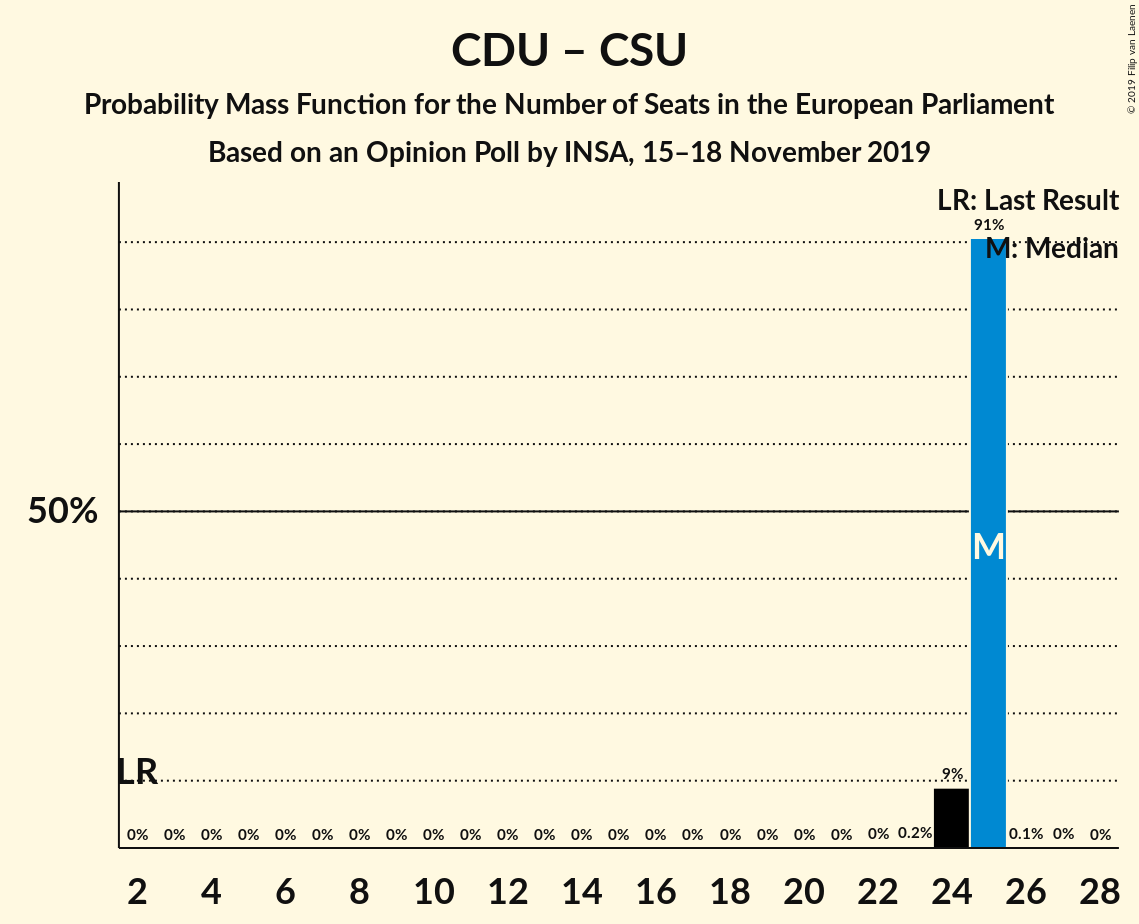 CDU – CSU
Probability Mass Function for the Number of Seats in the European Parliament
Based on an Opinion Poll by INSA, 15–18 November 2019
© 2019 Filip van Laenen
LR: Last Result
91%
M: Median
50%
M
LR
9%
0% 0% 0% 0% 0% 0% 0% 0% 0% 0% 0% 0% 0% 0% 0% 0% 0% 0% 0% 0% 0% 0.2% 0.1% 0% 0%
2 4 6 8 10 12 14 16 18 20 22 24 26 28